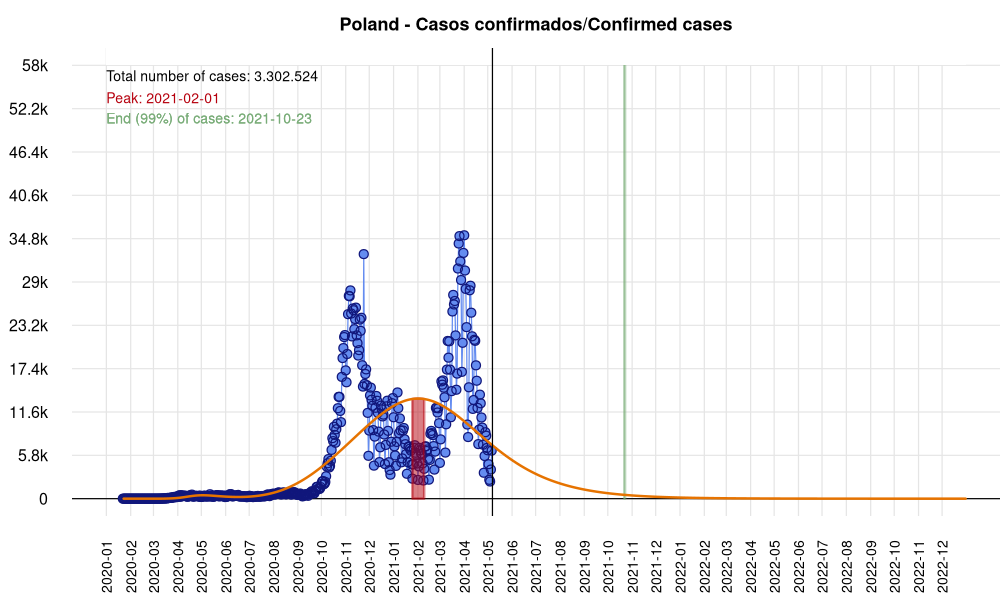 Poland - Casos confirmados/Confirmed cases
Total number of cases: 3.302.524
Peak: 2021-02-01
End (99%) of cases: 2021-10-23
58k
52.2k
46.4k
40.6k
34.8k
29k
23.2k
17.4k
11.6k
5.8k
0
2020-01
2020-02
2020-03
2020-04
2020-05
2020-06
2020-07
2020-08
2020-09
2020-10
2020-11
2020-12
2021-01
2021-02
2021-03
2021-04
2021-05
2021-06
2021-07
2021-08
2021-09
2021-10
2021-11
2021-12
2022-01
2022-02
2022-03
2022-04
2022-05
2022-06
2022-07
2022-08
2022-09
2022-10
2022-11
2022-12